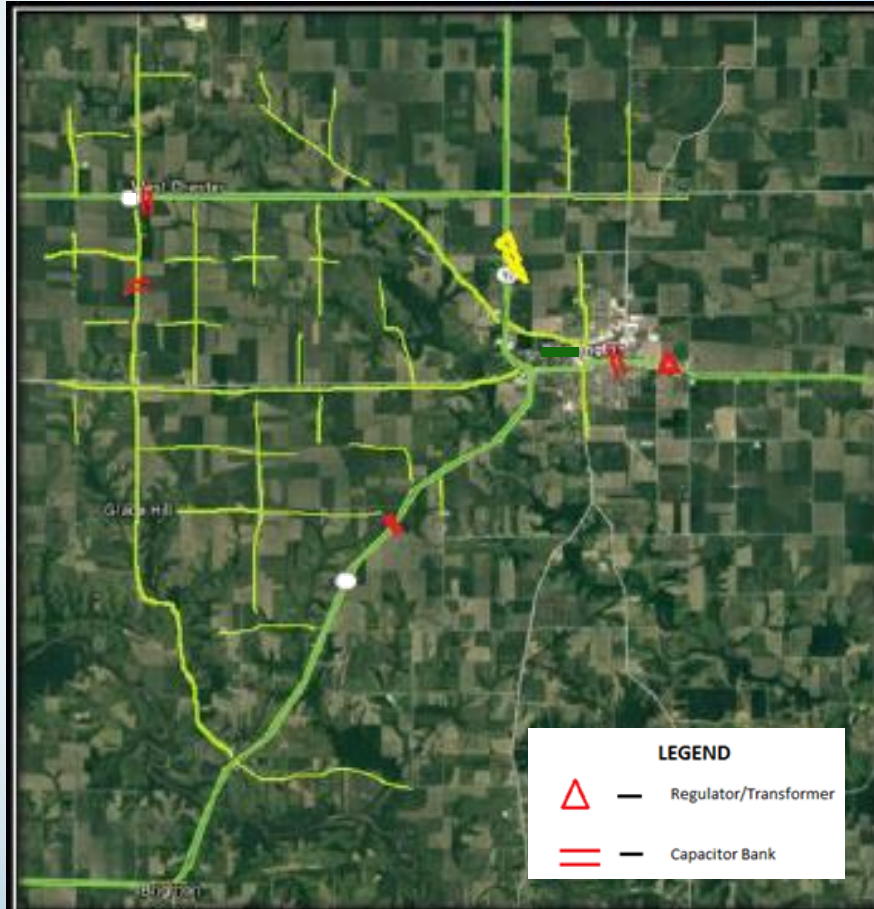 West Chester
Grace Hill
Brighton
LEGEND
Regulator/Transformer
Capacitor Bank